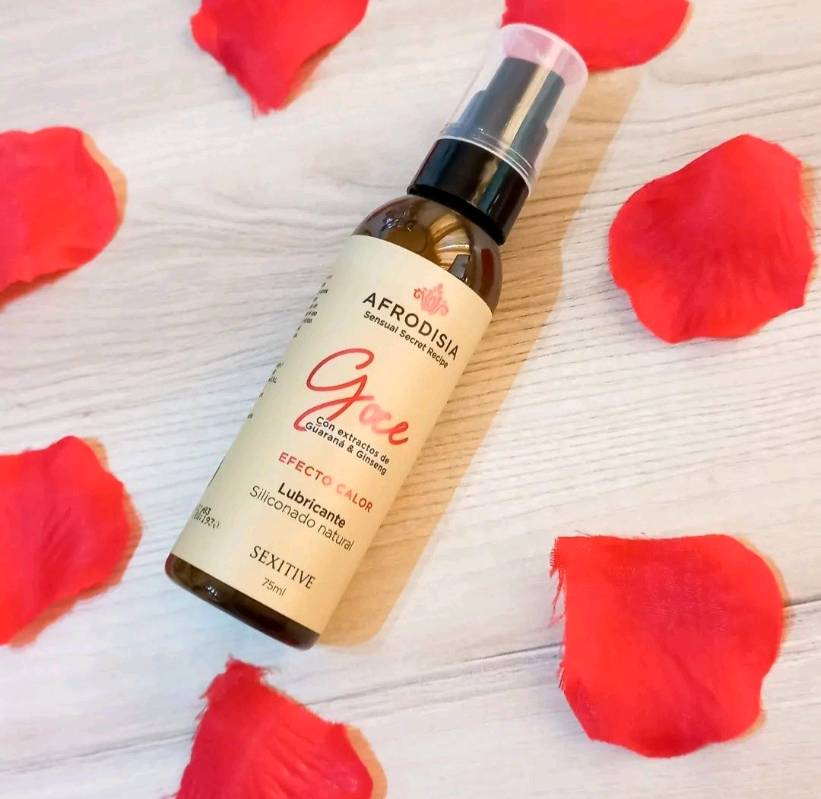 AFRODISIA
Sensual Secret Recipe
Goce
Con extractos de
Guaraná & Ginseng
EFECTO CALOR
Lubricante
Siliconado natural
SEXITIVE
75ml